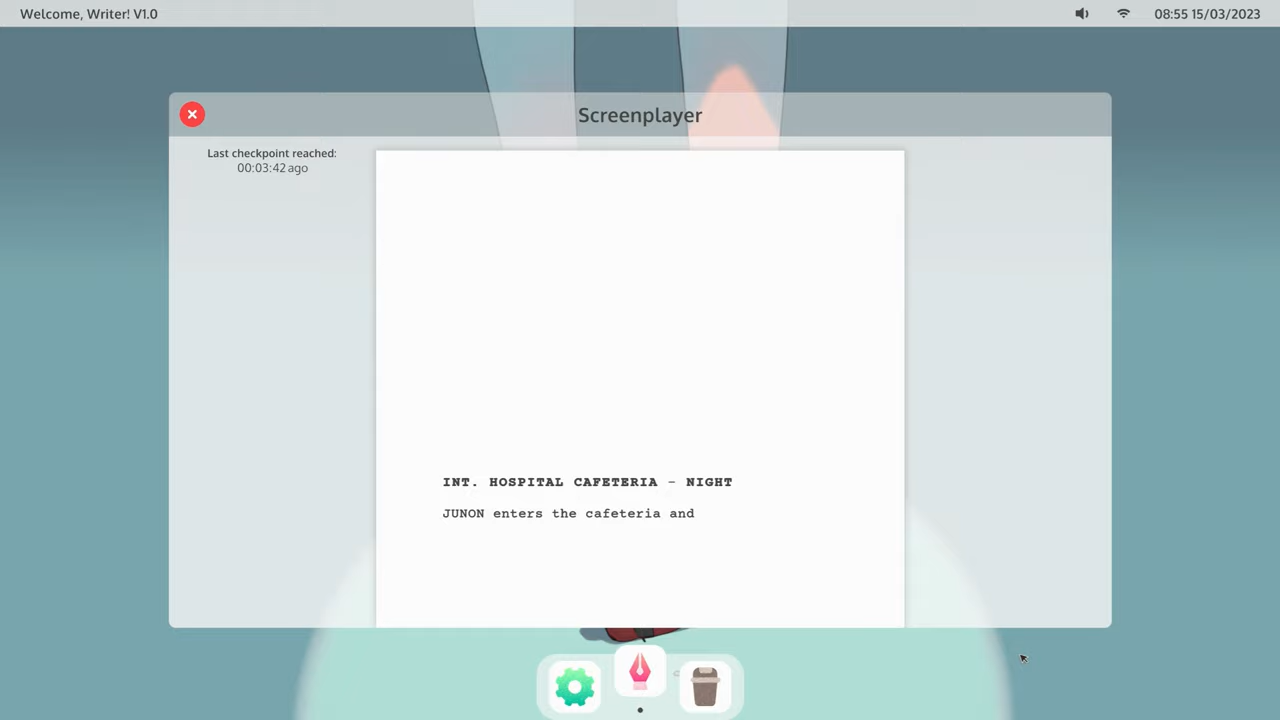 Welcome, Writer! V1.0
08:55 15/03/2023
Screenplayer
Last checkpoint reached:
00:03:42 ago
INT. HOSPITAL CAFETERIA – NIGHT
JUNON enters the cafeteria and